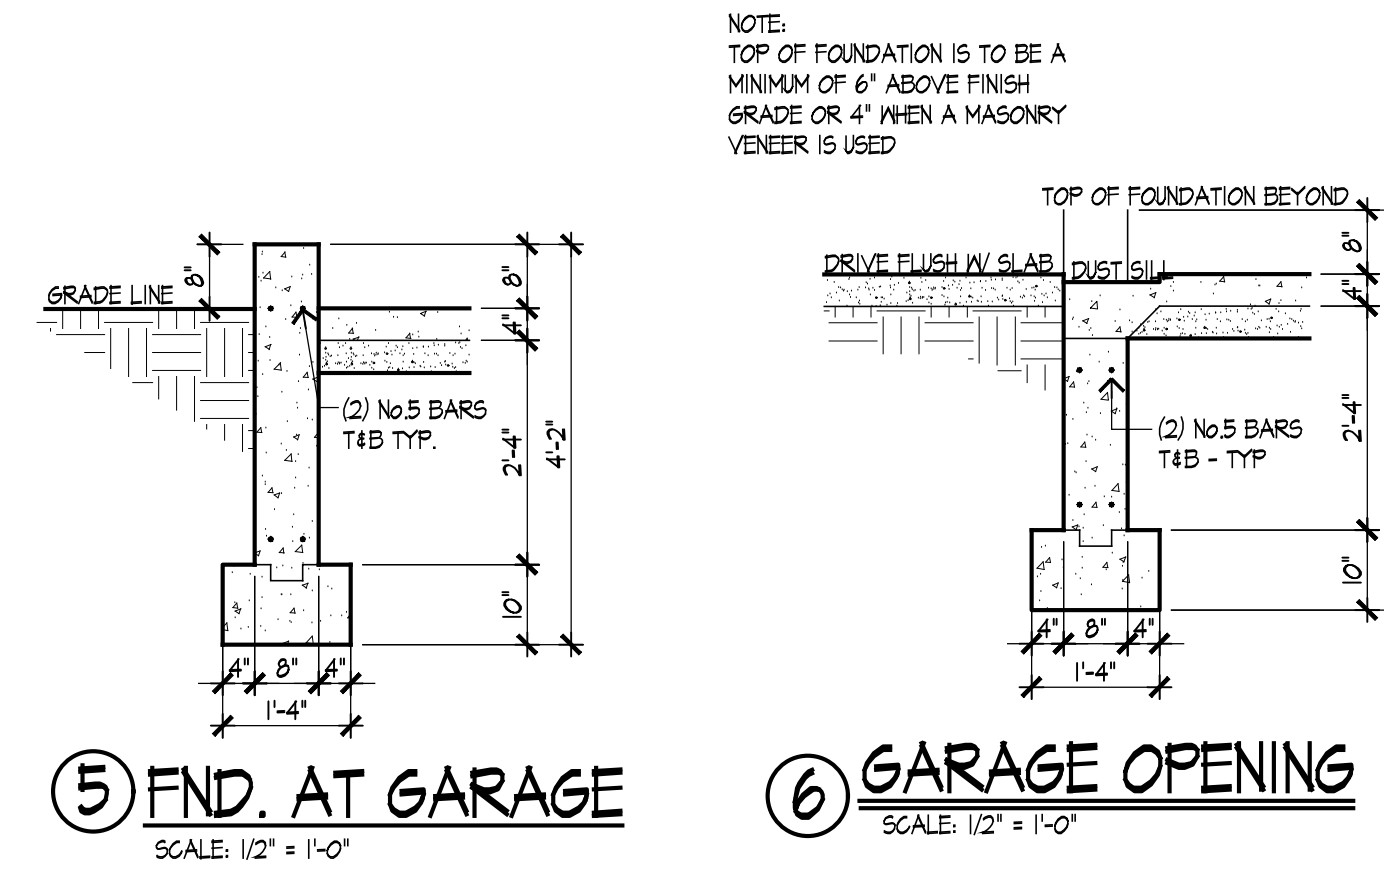 NOTE:
TOP OF FOUNDATION IS TO BE A
MINIMUM OF 6" ABOVE FINISH
GRADE OR 4" WHEN A MASONRY
VENEER IS USED
GRADE LINE
8"
8"
4"
2'-4"
4'-2"
10"
(2) No.5 BARS
T&B TYP.
4" 8" 4"
1'-4"
5 FND. AT GARAGE
SCALE: 1/2" = 1'-0"
TOP OF FOUNDATION BEYOND
DRIVE FLUSH W/ SLAB
DUST SILL
8"
4"
2'-4"
10"
(2) No.5 BARS
T&B - TYP
4" 8" 4"
1'-4"
6 GARAGE OPENING
SCALE: 1/2" = 1'-0"